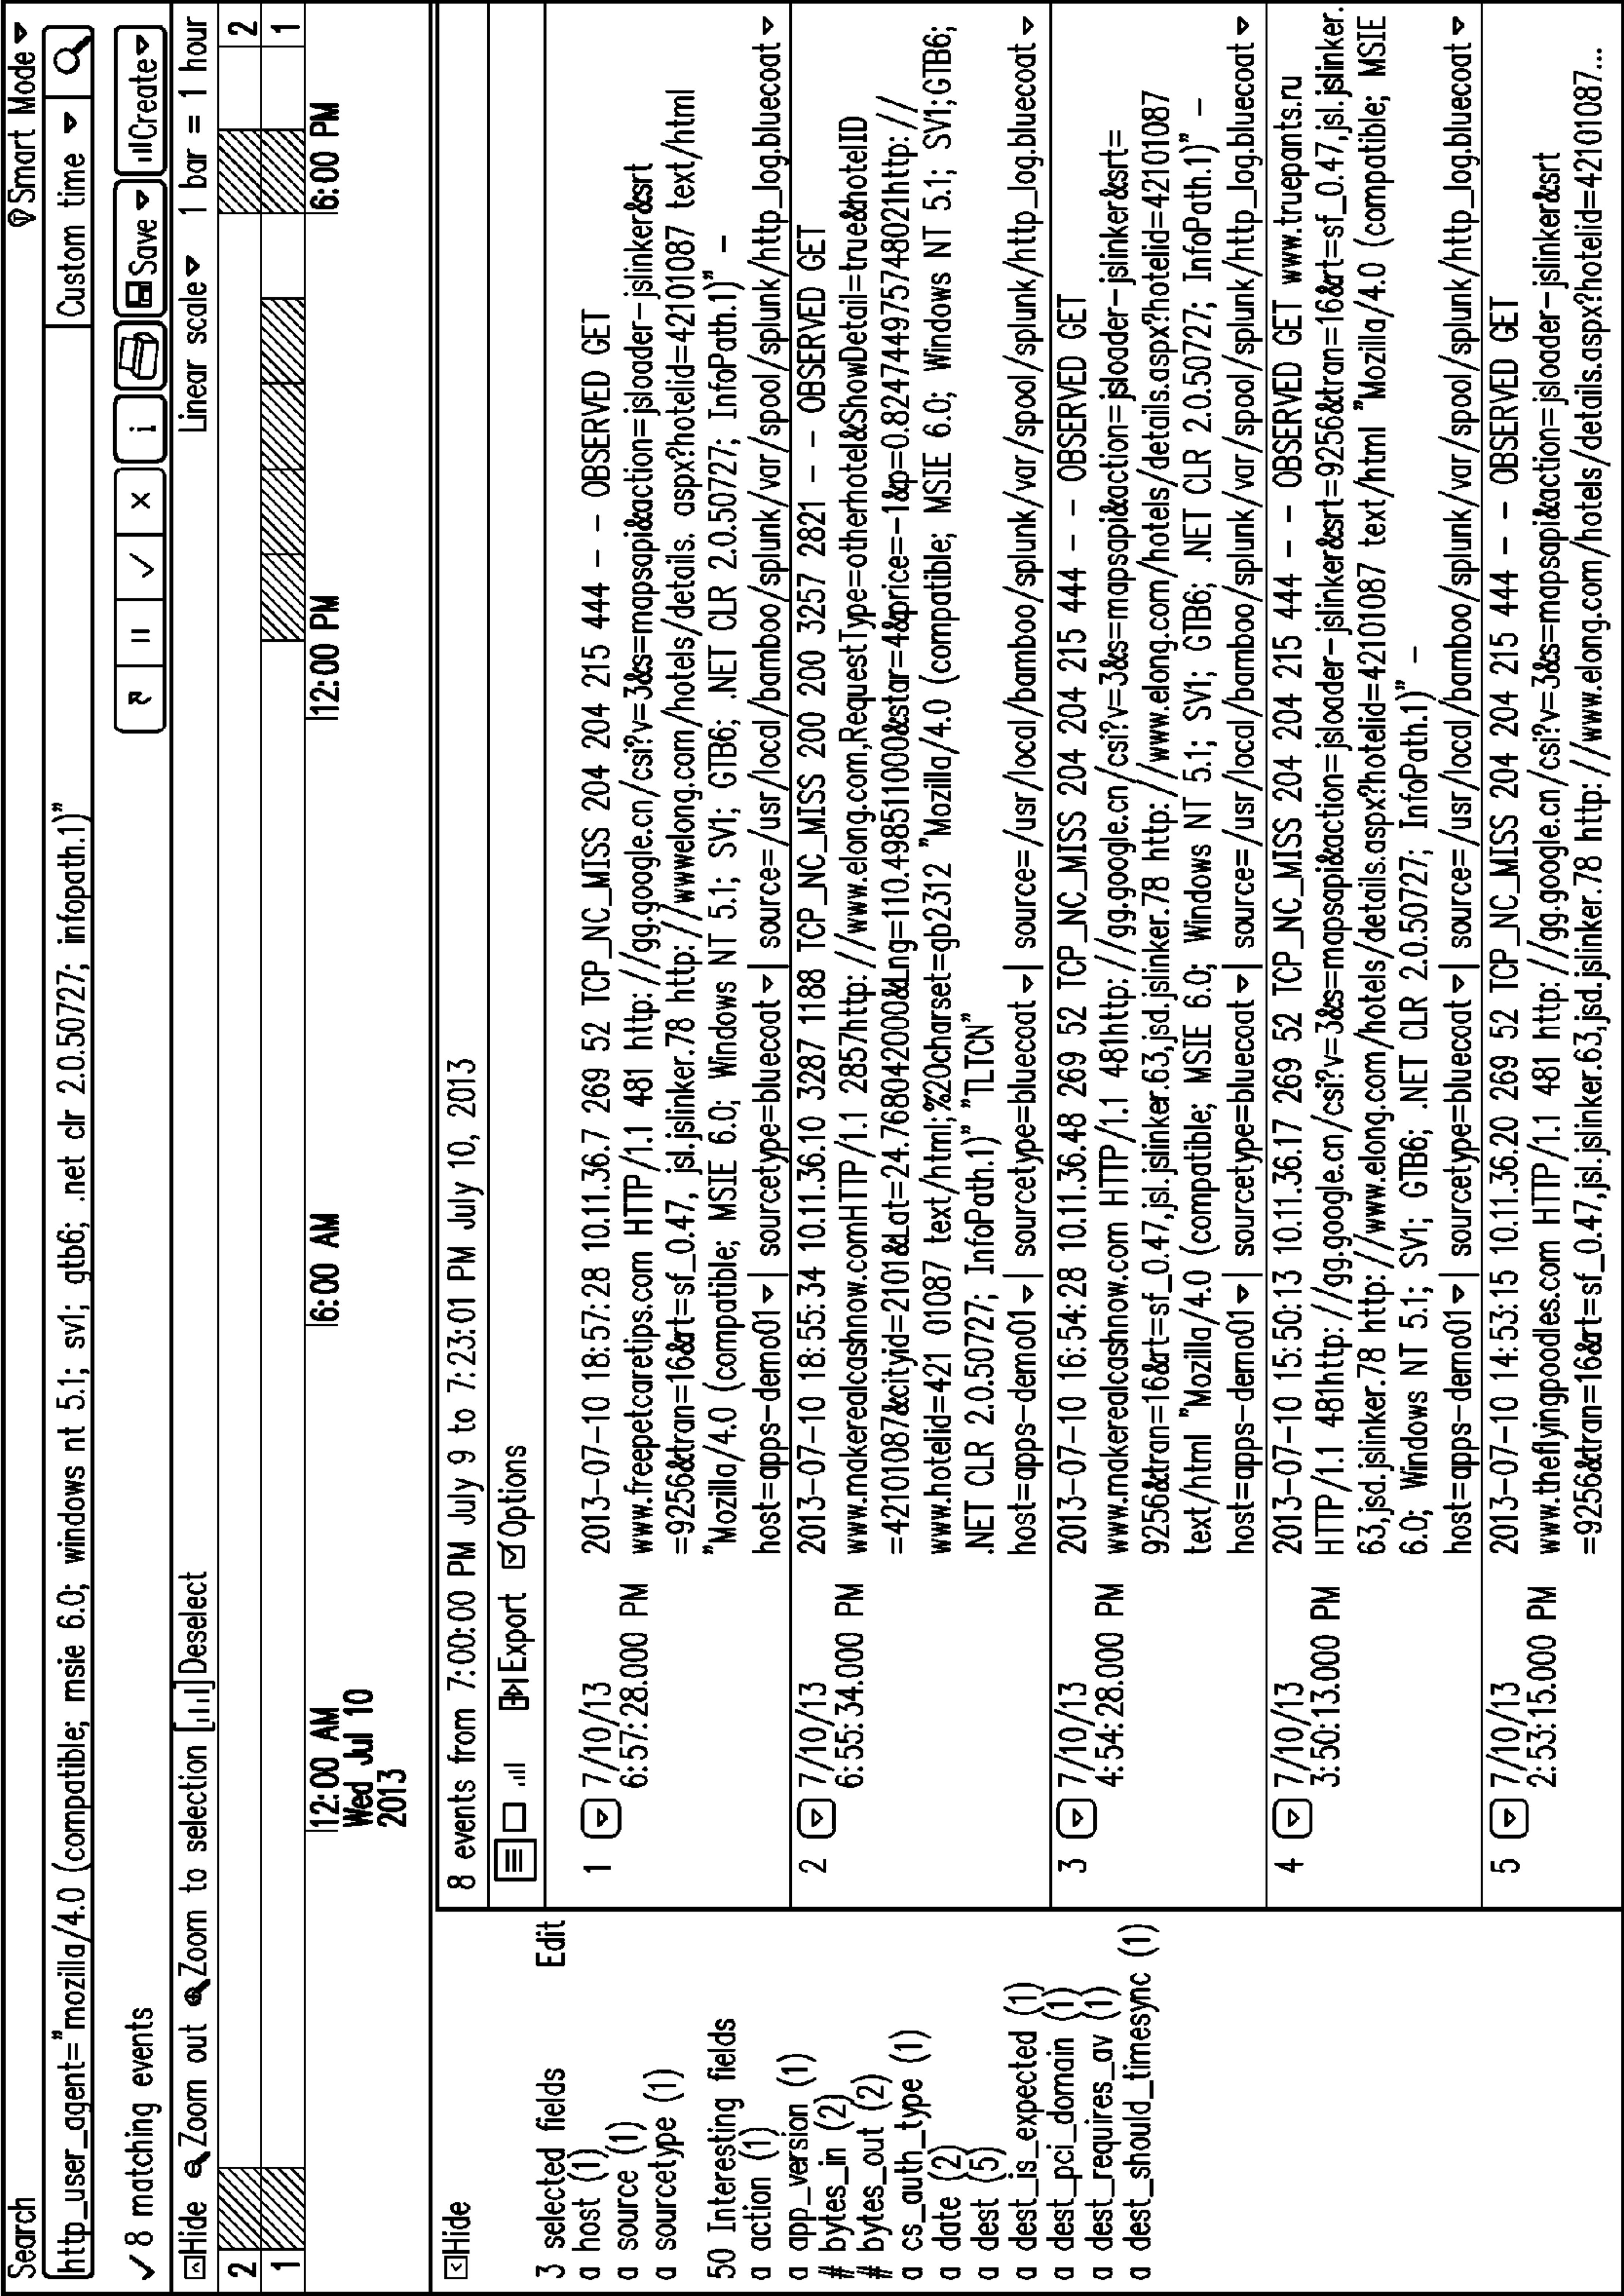 Search
Smart Mode
http_user_agent="mozilla/4.0 (compatible; msie 6.0; windows nt 5.1; sv1; gtb6; .net clr 2.0.50727; infopath.1)"
Custom time
✓ 8 matching events
i
Save
Create
Hide
Zoom out
Zoom to selection
Deselect
Linear scale
1 bar = 1 hour
2
2
1
1
12:00 AM
Wed Jul 10
2013
6:00 AM
12:00 PM
6:00 PM
Hide
3 selected fields
Edit
a host (1)
a source (1)
a sourcetype (1)
50 Interesting fields
a action (1)
a app_version (1)
# bytes_in (2)
# bytes_out (2)
a cs_auth_type (1)
a date (2)
a dest (5)
a dest_is_expected (1)
a dest_pci_domain (1)
a dest_requires_av (1)
a dest_should_timesync (1)
8 events from 7:00:00 PM July 9 to 7:23:01 PM July 10, 2013
Export
Options
1
7/10/13
6:57:28.000 PM
2013-07-10 18:57:28 10.11.36.7 269 52 TCP_NC_MISS 204 204 215 444 - - OBSERVED GET
www.freepetcaretips.com HTTP/1.1 481 http: //gg.google.cn/csi?v=3&s=mapsapi&action=jsloader-jslinker&srt
=9256&tran=16&rt=sf_0.47, jsl.jslinker.78 http: //wwwelong.com/hotels/details. aspx?hotelid=42101087 text/html
"Mozilla/4.0 (compatible; MSIE 6.0; Windows NT 5.1; SV1; GTB6; .NET CLR 2.0.50727; InfoPath.1)" -
host=apps-demo01 | sourcetype=bluecoat | source=/usr/local/bamboo/splunk/var/spool/splunk/http_log.bluecoat
2
7/10/13
6:55:34.000 PM
2013-07-10 18:55:34 10.11.36.10 3287 1188 TCP_NC_MISS 200 200 3257 2821 - - OBSERVED GET
www.makerealcashnow.comHTTP/1.1 2857http: //www.elong.com,RequestType=otherhotel&ShowDetail=true&hotelID
=42101087&cityid=2101&Lat=24.768042000&Lng=110.498511000&star=4&price=-1&p=0.8247449757480​21http: //
www.hotelid=421 01087 text/html;%20charset=gb2312 "Mozilla/4.0 (compatible; MSIE 6.0; Windows NT 5.1; SV1;GTB6;
.NET CLR 2.0.50727; InfoPath.1)" "TLTCN"
host=apps-demo01 | sourcetype=bluecoat | source=/usr/local/bamboo/splunk/var/spool/splunk/http_log.bluecoat
3
7/10/13
4:54:28.000 PM
2013-07-10 16:54:28 10.11.36.48 269 52 TCP_NC_MISS 204 204 215 444 - - OBSERVED GET
www.makerealcashnow.com HTTP/1.1 481http: //gg.google.cn/csi?v=3&s=mapsapi&action=jsloader-jslinker&srt=
9256&tran=16&rt=sf_0.47,jsl.jslinker.63,jsd.jslinker.78 http: //www.elong.com/hotels/details.aspx?hotelid=42101087
text/html "Mozilla/4.0 (compatible; MSIE 6.0; Windows NT 5.1; SV1; GTB6; .NET CLR 2.0.50727; InfoPath.1)" -
host=apps-demo01 | sourcetype=bluecoat | source=/usr/local/bamboo/splunk/var/spool/splunk/http_log.bluecoat
4
7/10/13
3:50:13.000 PM
2013-07-10 15:50:13 10.11.36.17 269 52 TCP_NC_MISS 204 204 215 444 - - OBSERVED GET www.truepants.ru
HTTP/1.1 481http: //gg.google.cn/csi?v=3&s=mapsapi&action=jsloader-jslinker&srt=9256&tran=16&rt=sf_0.47,jsl.jslinker.
63,jsd.jslinker.78 http: //www.elong.com/hotels/details.aspx?hotelid=42101087 text/html "Mozilla/4.0 (compatible; MSIE
6.0; Windows NT 5.1; SV1; GTB6; .NET CLR 2.0.50727; InfoPath.1)" -
host=apps-demo01 | sourcetype=bluecoat | source=/usr/local/bamboo/splunk/var/spool/splunk/http_log.bluecoat
5
7/10/13
2:53:15.000 PM
2013-07-10 14:53:15 10.11.36.20 269 52 TCP_NC_MISS 204 204 215 444 - - OBSERVED GET
www.theflyingpoodles.com HTTP/1.1 481 http: //gg.google.cn/csi?v=3&s=mapsapi&action=jsloader-jslinker&srt
=9256&tran=16&rt=sf_0.47,jsl.jslinker.63,jsd.jslinker.78 http: //www.elong.com/hotels/details.aspx?hotelid=42101087...